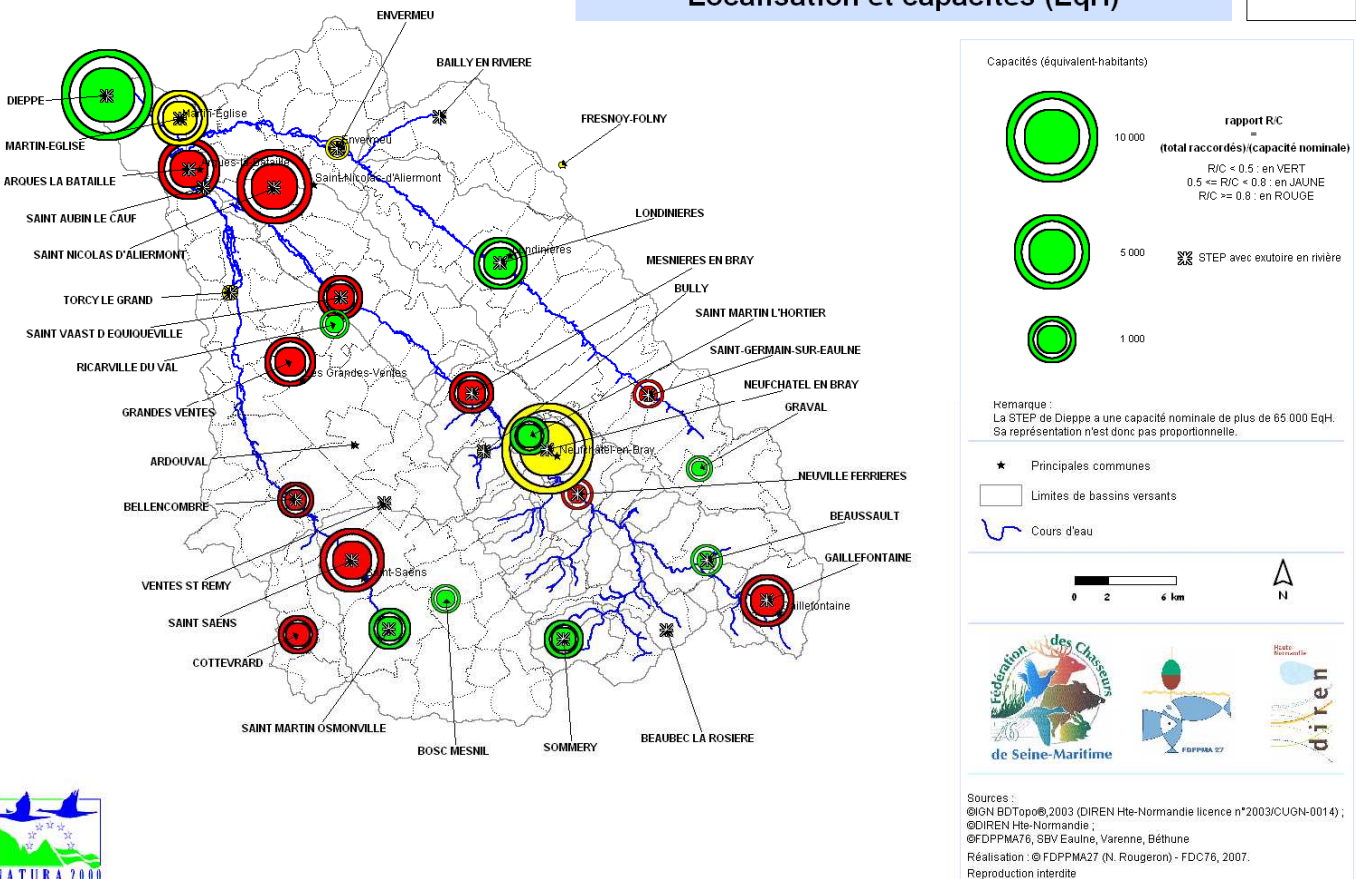 Localisation et capacités (EqH)
ENVERMEU
BAILLY EN RIVIERE
DIEPPE
FRESNOY-FOLNY
Martin-Eglise
MARTIN-EGLISE
Envermeu
Arques-la-Bataille
ARQUES LA BATAILLE
Saint-Nicolas-d'Aliermont
SAINT AUBIN LE CAUF
LONDINIERES
SAINT NICOLAS D'ALIERMONT
Londinières
MESNIERES EN BRAY
TORCY LE GRAND
BULLY
SAINT MARTIN L'HORTIER
SAINT VAAST D EQUIQUEVILLE
SAINT-GERMAIN-SUR-EAULNE
RICARVILLE DU VAL
Les Grandes-Ventes
NEUFCHATEL EN BRAY
GRAVAL
GRANDES VENTES
Neufchâtel-en-Bray
ARDOUVAL
NEUVILLE FERRIERES
BELLENCOMBRE
BEAUSSAULT
GAILLEFONTAINE
VENTES ST REMY
Saint-Saëns
Gaillefontaine
SAINT SAËNS
COTTEVRARD
SAINT MARTIN OSMONVILLE
BOSC MESNIL
SOMMERY
BEAUBEC LA ROSIERE
NATURA 2000
Capacités (équivalent-habitants)
10 000
rapport R/C
=
(total raccordés)/(capacité nominale)
R/C < 0.5 : en VERT
0.5 <= R/C < 0.8 : en JAUNE
R/C >= 0.8 : en ROUGE
5 000
STEP avec exutoire en rivière
1 000
Remarque :
La STEP de Dieppe a une capacité nominale de plus de 65 000 EqH.
Sa représentation n'est donc pas proportionnelle.
Principales communes
Limites de bassins versants
Cours d'eau
0 2 6 km
N
Fédération des Chasseurs
de Seine-Maritime
FDPPMA 27
Haute-
Normandie
diren
Sources :
©IGN BDTopo®,2003 (DIREN Hte-Normandie licence n°2003/CUGN-0014) ;
©DIREN Hte-Normandie ;
©FDPPMA76, SBV Eaulne, Varenne, Béthune
Réalisation : © FDPPMA27 (N. Rougeron) - FDC76, 2007.
Reproduction interdite